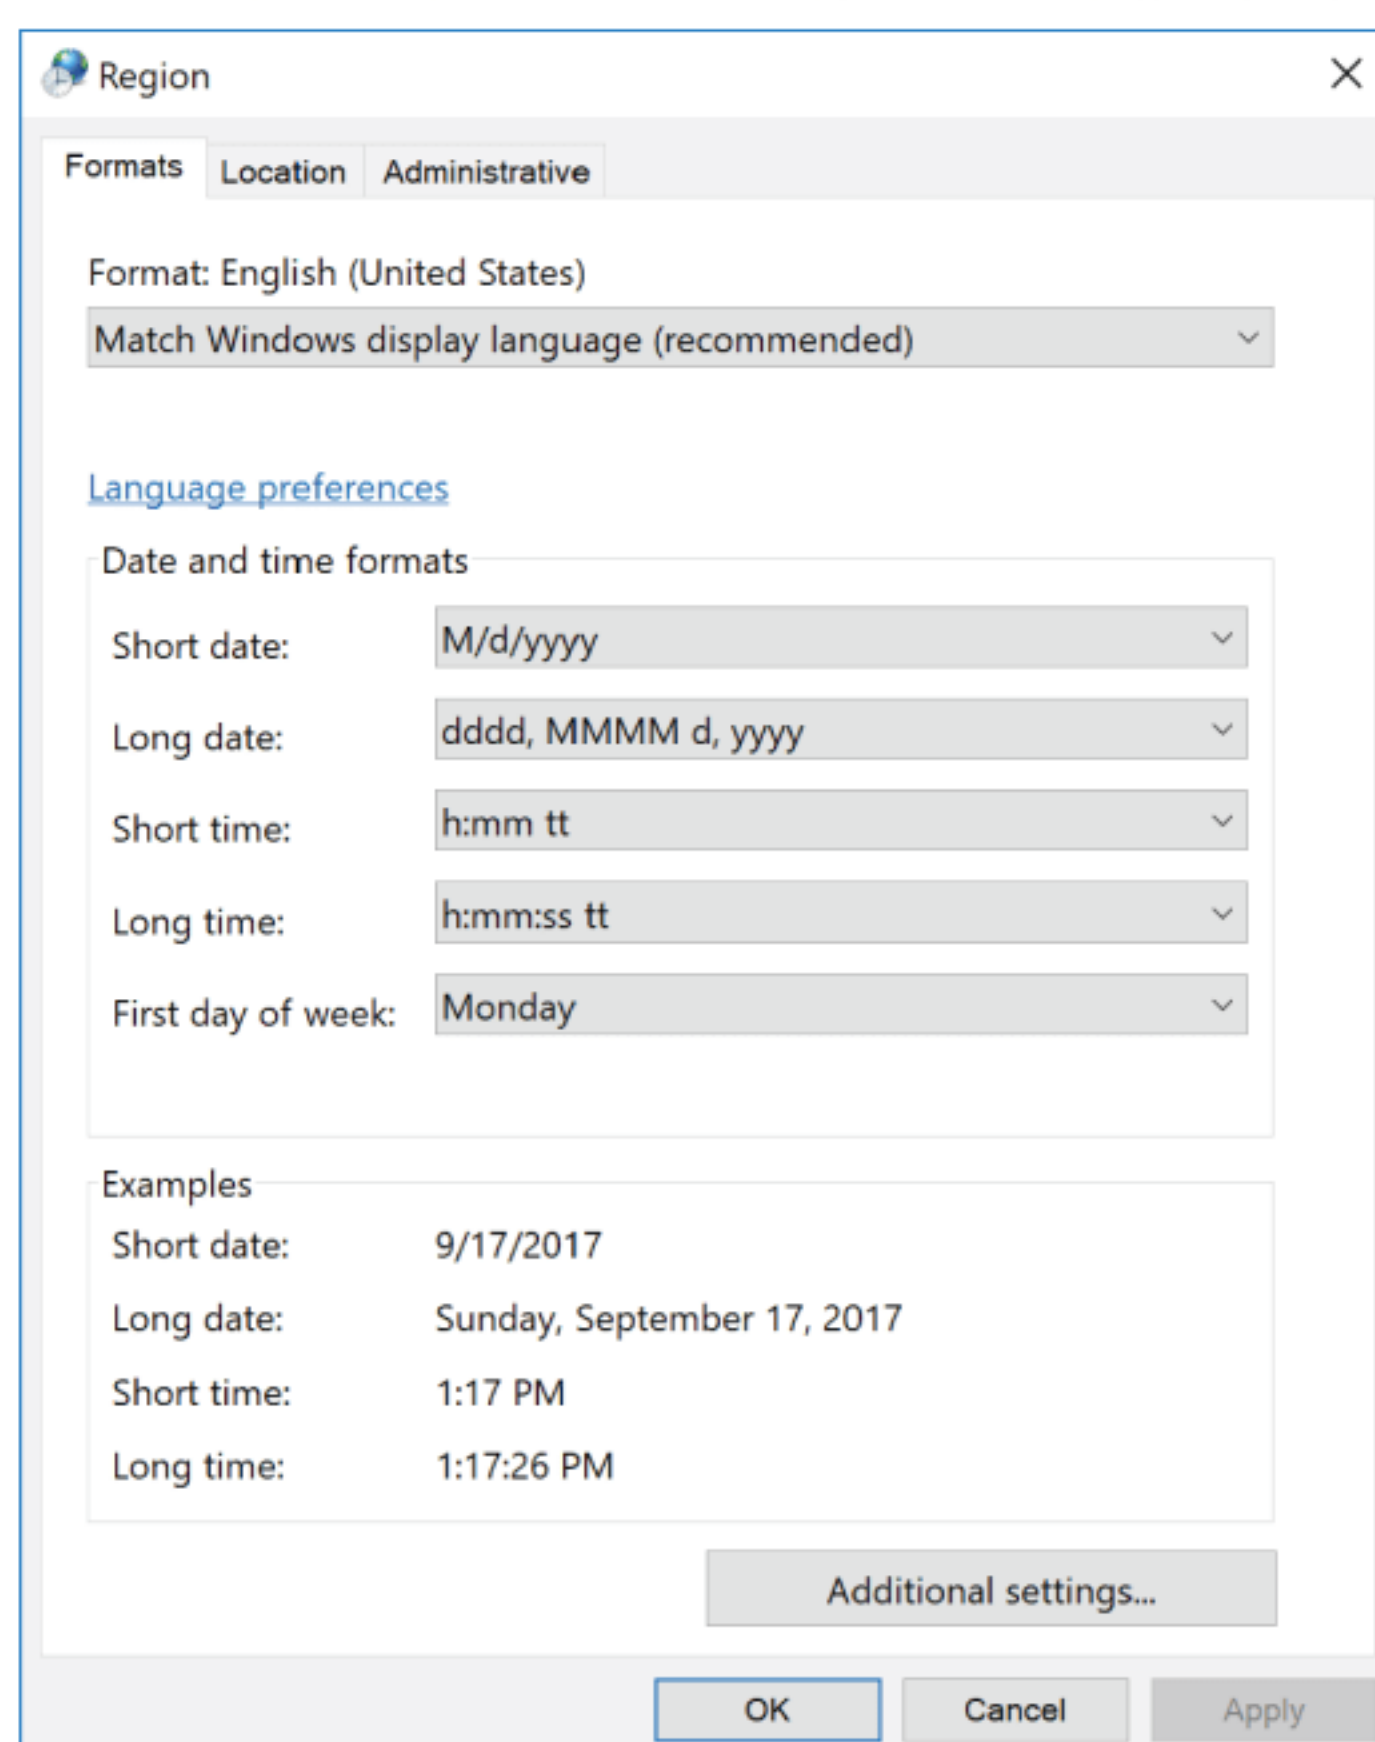 Region
Formats Location Administrative
Format: English (United States)
Match Windows display language (recommended)
Language preferences
Date and time formats
Short date: M/d/yyyy
Long date: dddd, MMMM d, yyyy
Short time: h:mm tt
Long time: h:mm:ss tt
First day of week: Monday
Examples
Short date: 9/17/2017
Long date: Sunday, September 17, 2017
Short time: 1:17 PM
Long time: 1:17:26 PM
Additional settings...
OK Cancel Apply